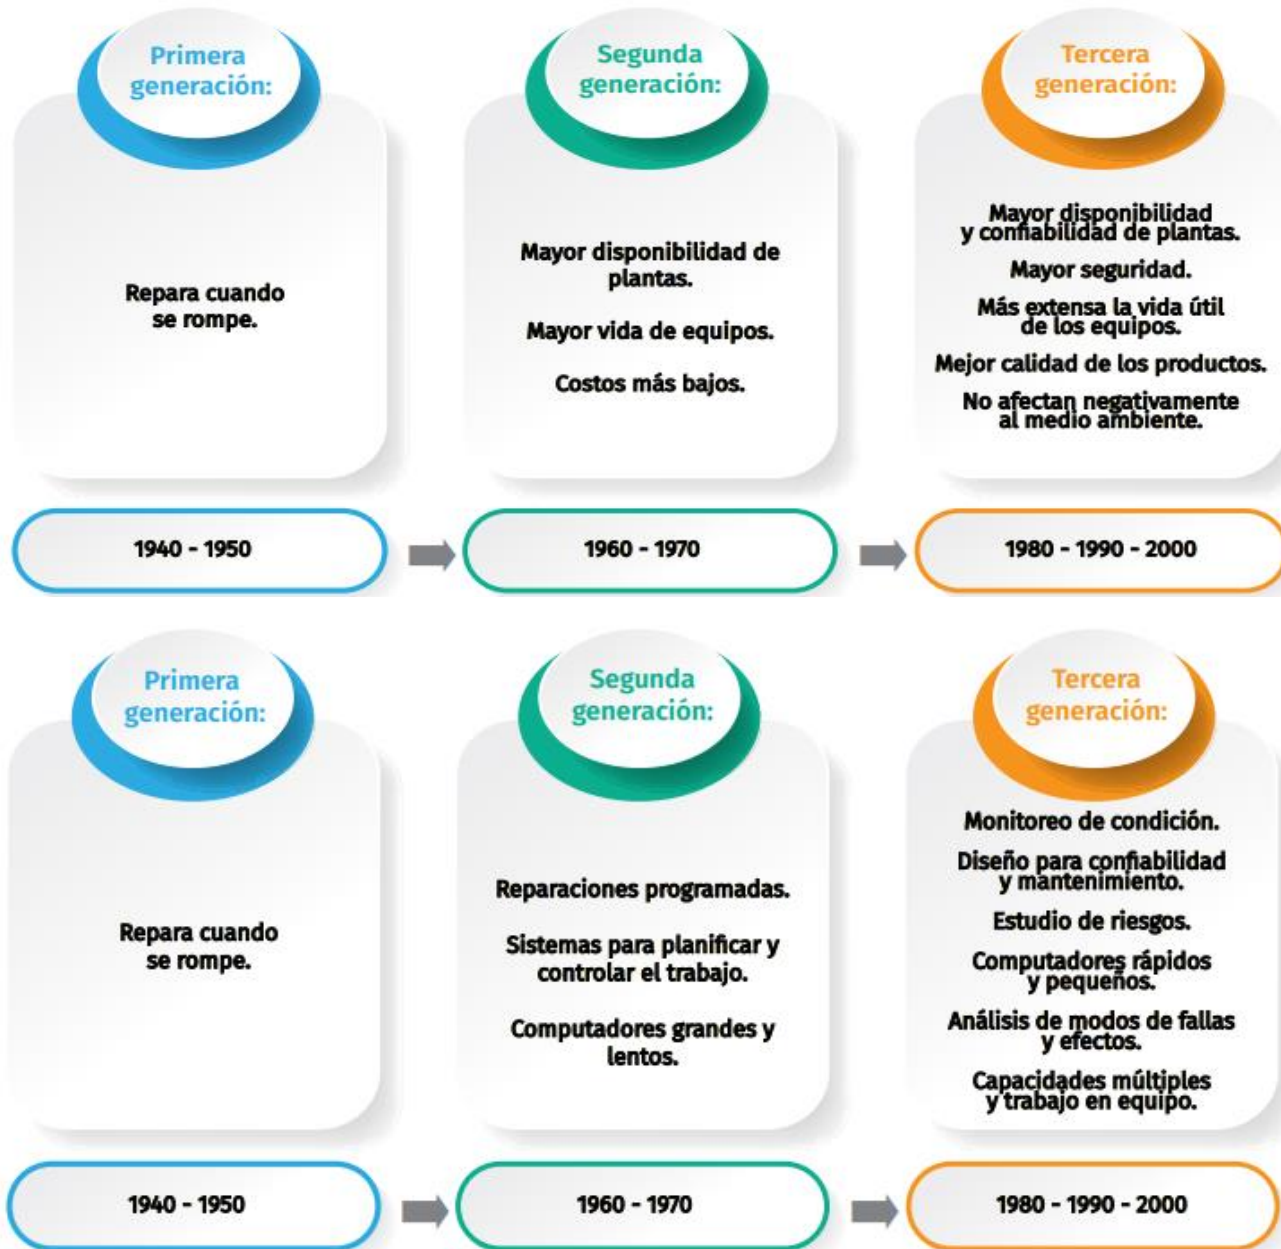 Primera
generación:
Repara cuando
se rompe.
1940 - 1950
Segunda
generación:
Mayor disponibilidad de
plantas.
Mayor vida de equipos.
Costos más bajos.
1960 - 1970
Tercera
generación:
Mayor disponibilidad
y confiabilidad de plantas.
Mayor seguridad.
Más extensa la vida útil
de los equipos.
Mejor calidad de los productos.
No afectan negativamente
al medio ambiente.
1980 - 1990 - 2000
Primera
generación:
Repara cuando
se rompe.
1940 - 1950
Segunda
generación:
Reparaciones programadas.
Sistemas para planificar y
controlar el trabajo.
Computadores grandes y
lentos.
1960 - 1970
Tercera
generación:
Monitoreo de condición.
Diseño para confiabilidad
y mantenimiento.
Estudio de riesgos.
Computadores rápidos
y pequeños.
Análisis de modos de fallas
y efectos.
Capacidades múltiples
y trabajo en equipo.
1980 - 1990 - 2000